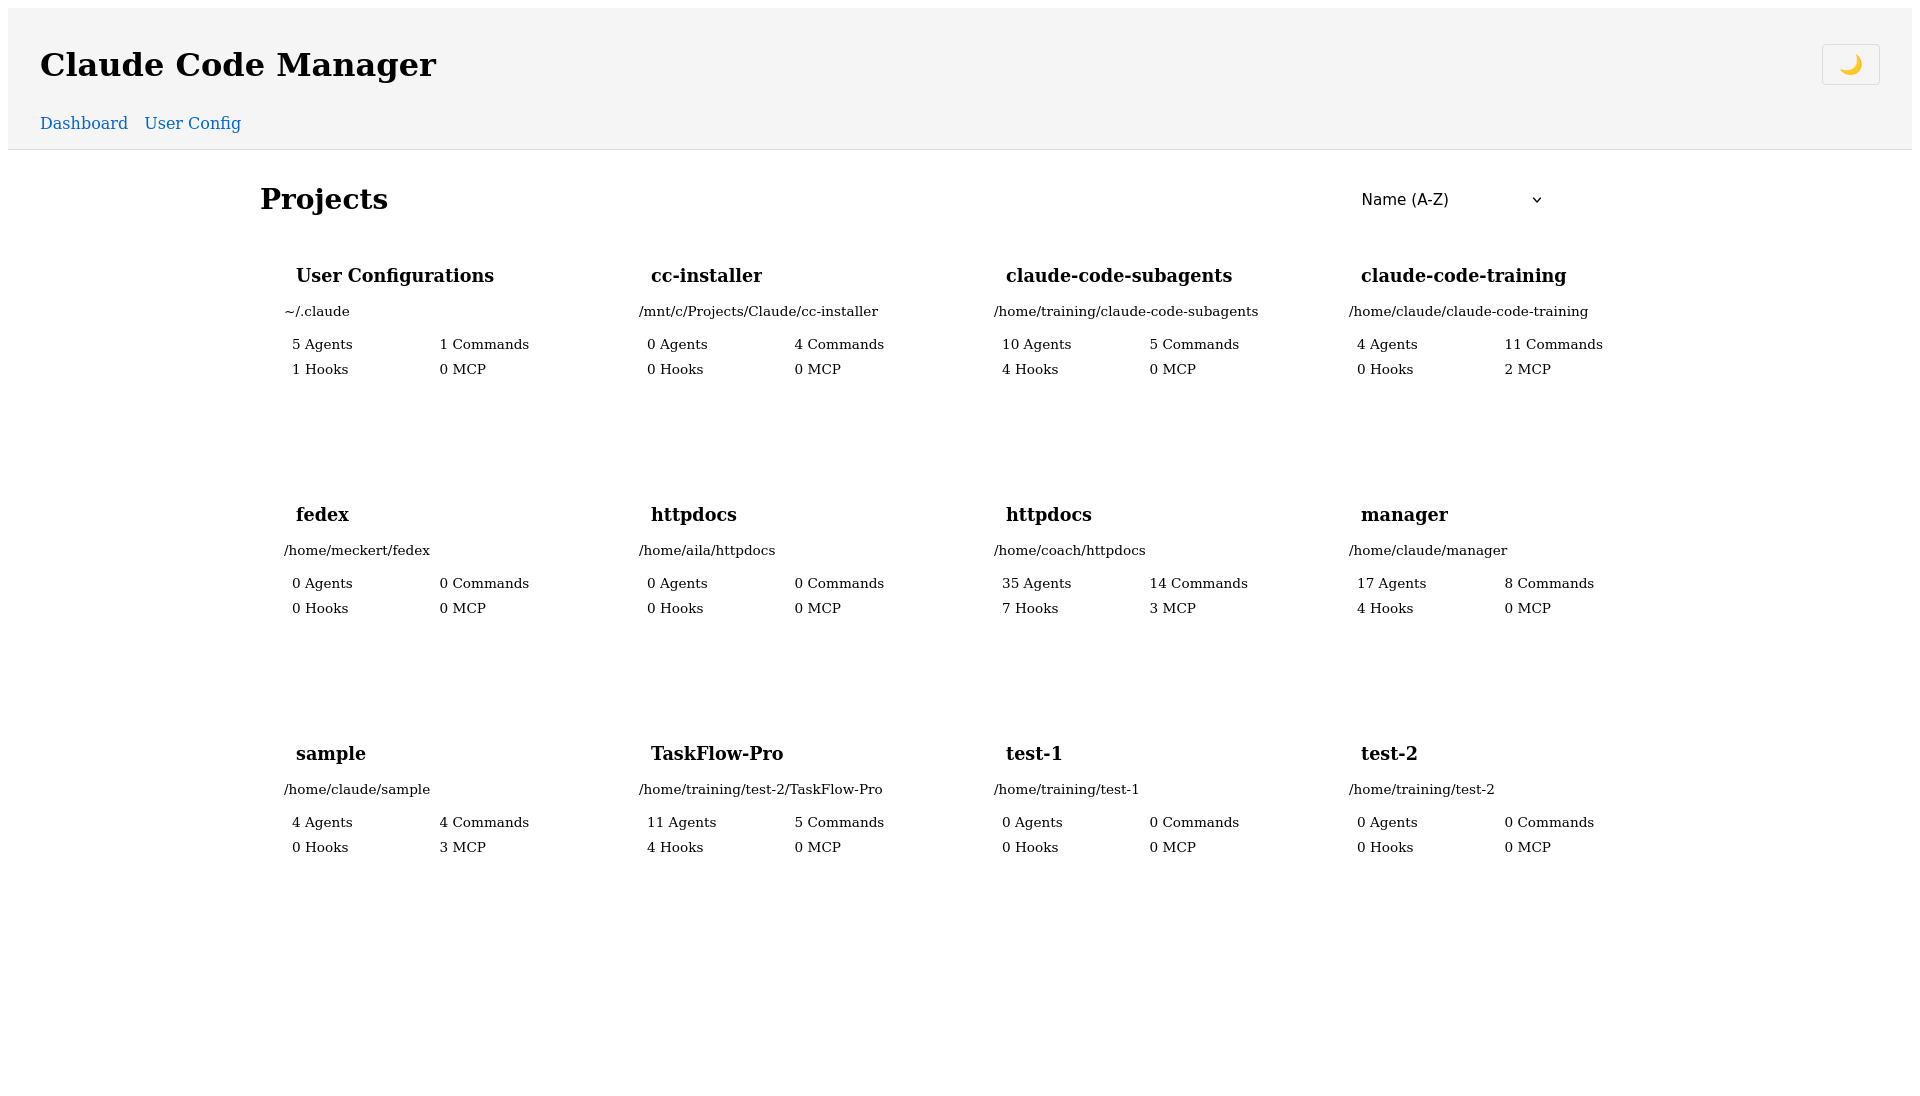 Claude Code Manager
Dashboard User Config
Projects
Name (A-Z)
User Configurations
~/.claude
5 Agents 1 Commands
1 Hooks 0 MCP
cc-installer
/mnt/c/Projects/Claude/cc-installer
0 Agents 4 Commands
0 Hooks 0 MCP
claude-code-subagents
/home/training/claude-code-subagents
10 Agents 5 Commands
4 Hooks 0 MCP
claude-code-training
/home/claude/claude-code-training
4 Agents 11 Commands
0 Hooks 2 MCP
fedex
/home/meckert/fedex
0 Agents 0 Commands
0 Hooks 0 MCP
httpdocs
/home/aila/httpdocs
0 Agents 0 Commands
0 Hooks 0 MCP
httpdocs
/home/coach/httpdocs
35 Agents 14 Commands
7 Hooks 3 MCP
manager
/home/claude/manager
17 Agents 8 Commands
4 Hooks 0 MCP
sample
/home/claude/sample
4 Agents 4 Commands
0 Hooks 3 MCP
TaskFlow-Pro
/home/training/test-2/TaskFlow-Pro
11 Agents 5 Commands
4 Hooks 0 MCP
test-1
/home/training/test-1
0 Agents 0 Commands
0 Hooks 0 MCP
test-2
/home/training/test-2
0 Agents 0 Commands
0 Hooks 0 MCP